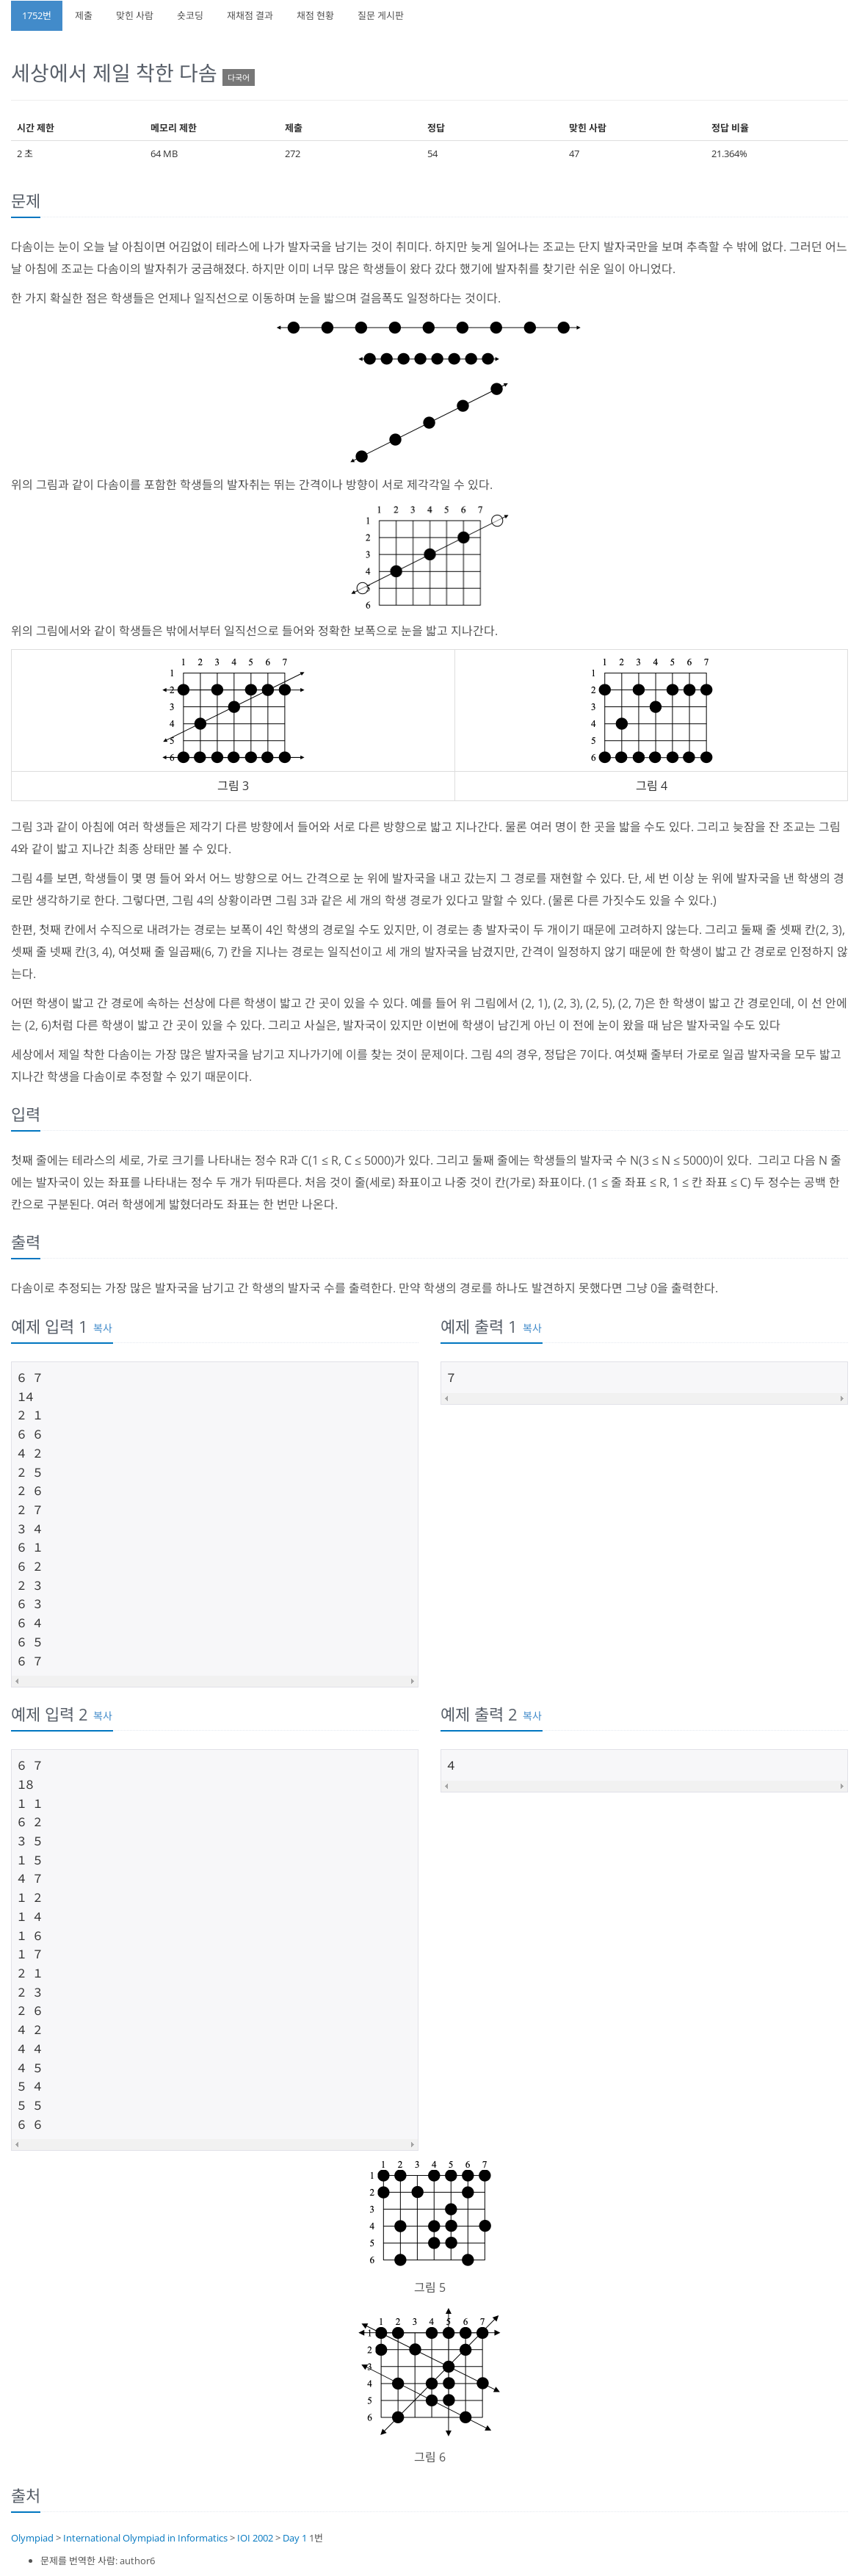 1752번 제출 맞힌 사람 숏코딩 재채점 결과 채점 현황 질문 게시판
세상에서 제일 착한 다솜 다국어
시간 제한 메모리 제한 제출 정답 맞힌 사람 정답 비율
2 초 64 MB 272 54 47 21.364%
문제
다솜이는 눈이 오늘 날 아침이면 어김없이 테라스에 나가 발자국을 남기는 것이 취미다. 하지만 늦게 일어나는 조교는 단지 발자국만을 보며 추측할 수 밖에 없다. 그러던 어느
날 아침에 조교는 다솜이의 발자취가 궁금해졌다. 하지만 이미 너무 많은 학생들이 왔다 갔다 했기에 발자취를 찾기란 쉬운 일이 아니었다.
한 가지 확실한 점은 학생들은 언제나 일직선으로 이동하며 눈을 밟으며 걸음폭도 일정하다는 것이다.
위의 그림과 같이 다솜이를 포함한 학생들의 발자취는 뛰는 간격이나 방향이 서로 제각각일 수 있다.
1 2 3 4 5 6 7
1
2
3
4
5
6
위의 그림에서와 같이 학생들은 밖에서부터 일직선으로 들어와 정확한 보폭으로 눈을 밟고 지나간다.
1 2 3 4 5 6 7
1
2
3
4
5
6
그림 3
1 2 3 4 5 6 7
1
2
3
4
5
6
그림 4
그림 3과 같이 아침에 여러 학생들은 제각기 다른 방향에서 들어와 서로 다른 방향으로 밟고 지나간다. 물론 여러 명이 한 곳을 밟을 수도 있다. 그리고 늦잠을 잔 조교는 그림
4와 같이 밟고 지나간 최종 상태만 볼 수 있다.
그림 4를 보면, 학생들이 몇 명 들어 와서 어느 방향으로 어느 간격으로 눈 위에 발자국을 내고 갔는지 그 경로를 재현할 수 있다. 단, 세 번 이상 눈 위에 발자국을 낸 학생의 경
로만 생각하기로 한다. 그렇다면, 그림 4의 상황이라면 그림 3과 같은 세 개의 학생 경로가 있다고 말할 수 있다. (물론 다른 가짓수도 있을 수 있다.)
한편, 첫째 칸에서 수직으로 내려가는 경로는 보폭이 4인 학생의 경로일 수도 있지만, 이 경로는 총 발자국이 두 개이기 때문에 고려하지 않는다. 그리고 둘째 줄 셋째 칸(2, 3),
셋째 줄 넷째 칸(3, 4), 여섯째 줄 일곱째(6, 7) 칸을 지나는 경로는 일직선이고 세 개의 발자국을 남겼지만, 간격이 일정하지 않기 때문에 한 학생이 밟고 간 경로로 인정하지 않
는다.
어떤 학생이 밟고 간 경로에 속하는 선상에 다른 학생이 밟고 간 곳이 있을 수 있다. 예를 들어 위 그림에서 (2, 1), (2, 3), (2, 5), (2, 7)은 한 학생이 밟고 간 경로인데, 이 선 안에
는 (2, 6)처럼 다른 학생이 밟고 간 곳이 있을 수 있다. 그리고 사실은, 발자국이 있지만 이번에 학생이 남긴게 아닌 이 전에 눈이 왔을 때 남은 발자국일 수도 있다
세상에서 제일 착한 다솜이는 가장 많은 발자국을 남기고 지나가기에 이를 찾는 것이 문제이다. 그림 4의 경우, 정답은 7이다. 여섯째 줄부터 가로로 일곱 발자국을 모두 밟고
지나간 학생을 다솜이로 추정할 수 있기 때문이다.
입력
첫째 줄에는 테라스의 세로, 가로 크기를 나타내는 정수 R과 C(1 ≤ R, C ≤ 5000)가 있다. 그리고 둘째 줄에는 학생들의 발자국 수 N(3 ≤ N ≤ 5000)이 있다. 그리고 다음 N 줄
에는 발자국이 있는 좌표를 나타내는 정수 두 개가 뒤따른다. 처음 것이 줄(세로) 좌표이고 나중 것이 칸(가로) 좌표이다. (1 ≤ 줄 좌표 ≤ R, 1 ≤ 칸 좌표 ≤ C) 두 정수는 공백 한
칸으로 구분된다. 여러 학생에게 밟혔더라도 좌표는 한 번만 나온다.
출력
다솜이로 추정되는 가장 많은 발자국을 남기고 간 학생의 발자국 수를 출력한다. 만약 학생의 경로를 하나도 발견하지 못했다면 그냥 0을 출력한다.
예제 입력 1 복사
6 7
14
2 1
6 6
4 2
2 5
2 6
2 7
3 4
6 1
6 2
2 3
6 3
6 4
6 5
6 7
예제 출력 1 복사
7
예제 입력 2 복사
6 7
18
1 1
6 2
3 5
1 5
4 7
1 2
1 4
1 6
1 7
2 1
2 3
2 6
4 2
4 4
4 5
5 4
5 5
6 6
예제 출력 2 복사
4
1 2 3 4 5 6 7
1
2
3
4
5
6
그림 5
1 2 3 4 5 6 7
1
2
3
4
5
6
그림 6
출처
Olympiad > International Olympiad in Informatics > IOI 2002 > Day 1 1번
문제를 번역한 사람: author6